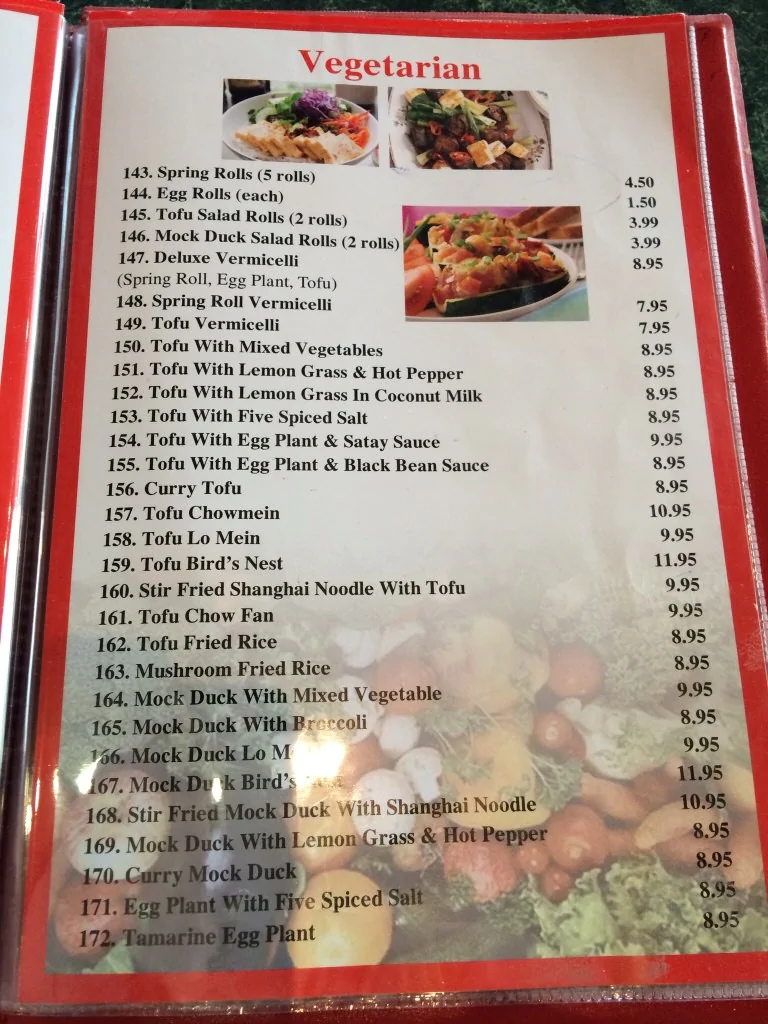 Vegetarian
143. Spring Rolls (5 rolls) 4.50
144. Egg Rolls (each) 1.50
145. Tofu Salad Rolls (2 rolls) 3.99
146. Mock Duck Salad Rolls (2 rolls) 3.99
147. Deluxe Vermicelli 8.95
(Spring Roll, Egg Plant, Tofu)
148. Spring Roll Vermicelli 7.95
149. Tofu Vermicelli 7.95
150. Tofu With Mixed Vegetables 8.95
151. Tofu With Lemon Grass & Hot Pepper 8.95
152. Tofu With Lemon Grass In Coconut Milk 8.95
153. Tofu With Five Spiced Salt 8.95
154. Tofu With Egg Plant & Satay Sauce 9.95
155. Tofu With Egg Plant & Black Bean Sauce 8.95
156. Curry Tofu 8.95
157. Tofu Chowmein 10.95
158. Tofu Lo Mein 9.95
159. Tofu Bird's Nest 11.95
160. Stir Fried Shanghai Noodle With Tofu 9.95
161. Tofu Chow Fan 9.95
162. Tofu Fried Rice 8.95
163. Mushroom Fried Rice 8.95
164. Mock Duck With Mixed Vegetable 9.95
165. Mock Duck With Broccoli 8.95
166. Mock Duck Lo 9.95
167. Mock Duck Bird's 11.95
168. Stir Fried Mock Duck With Shanghai Noodle 10.95
169. Mock Duck With Lemon Grass & Hot Pepper 8.95
170. Curry Mock Duck 8.95
171. Egg Plant With Five Spiced Salt 8.95
172. Tamarine Egg Plant 8.95